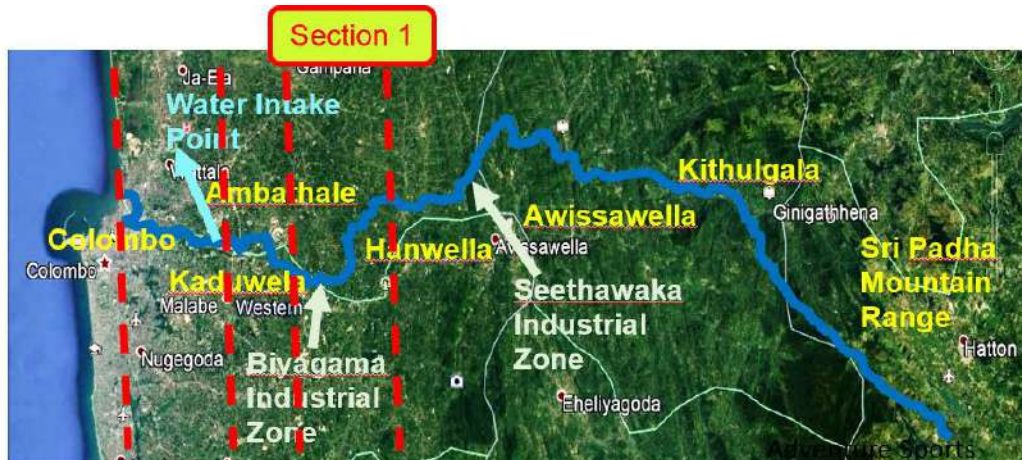 Section 1
Gampaha
Ja-Ela
Water Intake
Point
Wattala
Ambathale
Kithulgala
Ginigathhena
Colombo
Colombo
Hanwella
Awissawella
Avissawella
Sri Padha
Mountain
Range
Kaduwela
Malabe
Western
Seethawaka
Industrial
Zone
Nugegoda
Biyagama
Industrial
Zone
Hatton
Eheliyagoda
Adventure Sports